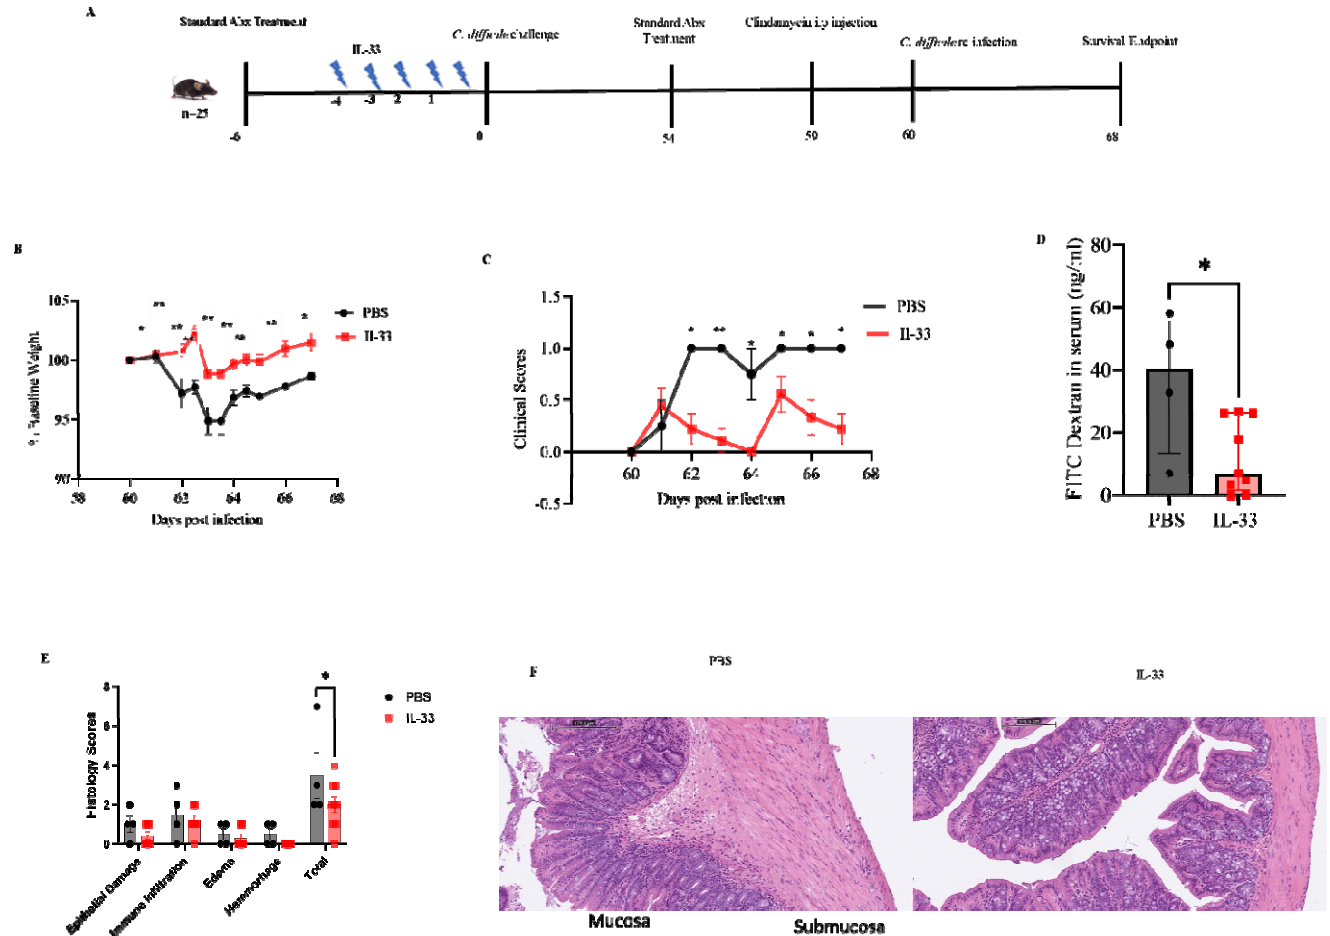 A
Standard Abx Treatment
IL-33
C. difficile challenge
Standard Abx
Treatment
Clindamycin i.p injection
C. difficile re infection
Survival Endpoint
n=25
-4
-3
2
1
-6
0
54
59
60
68
B
105
100
95
90
% Baseline Weight
* ** ** ** ** ** ** ** *
PBS
IL-33
58 60 62 64 66 68
Days post infection
C
1.5
1.0
0.5
0.0
-0.5
Clinical Scores
* ** * * * *
PBS
IL-33
60 62 64 66 68
Days post infection
D
80
60
40
20
0
FITC Dextran in serum (ng/ml)
*
PBS IL-33
E
8
6
4
2
0
Histology Scores
*
PBS
IL-33
Epithelial Damage
Immune Infiltration
Edema
Hemorrhage
Total
F
PBS
IL-33
Mucosa
Submucosa